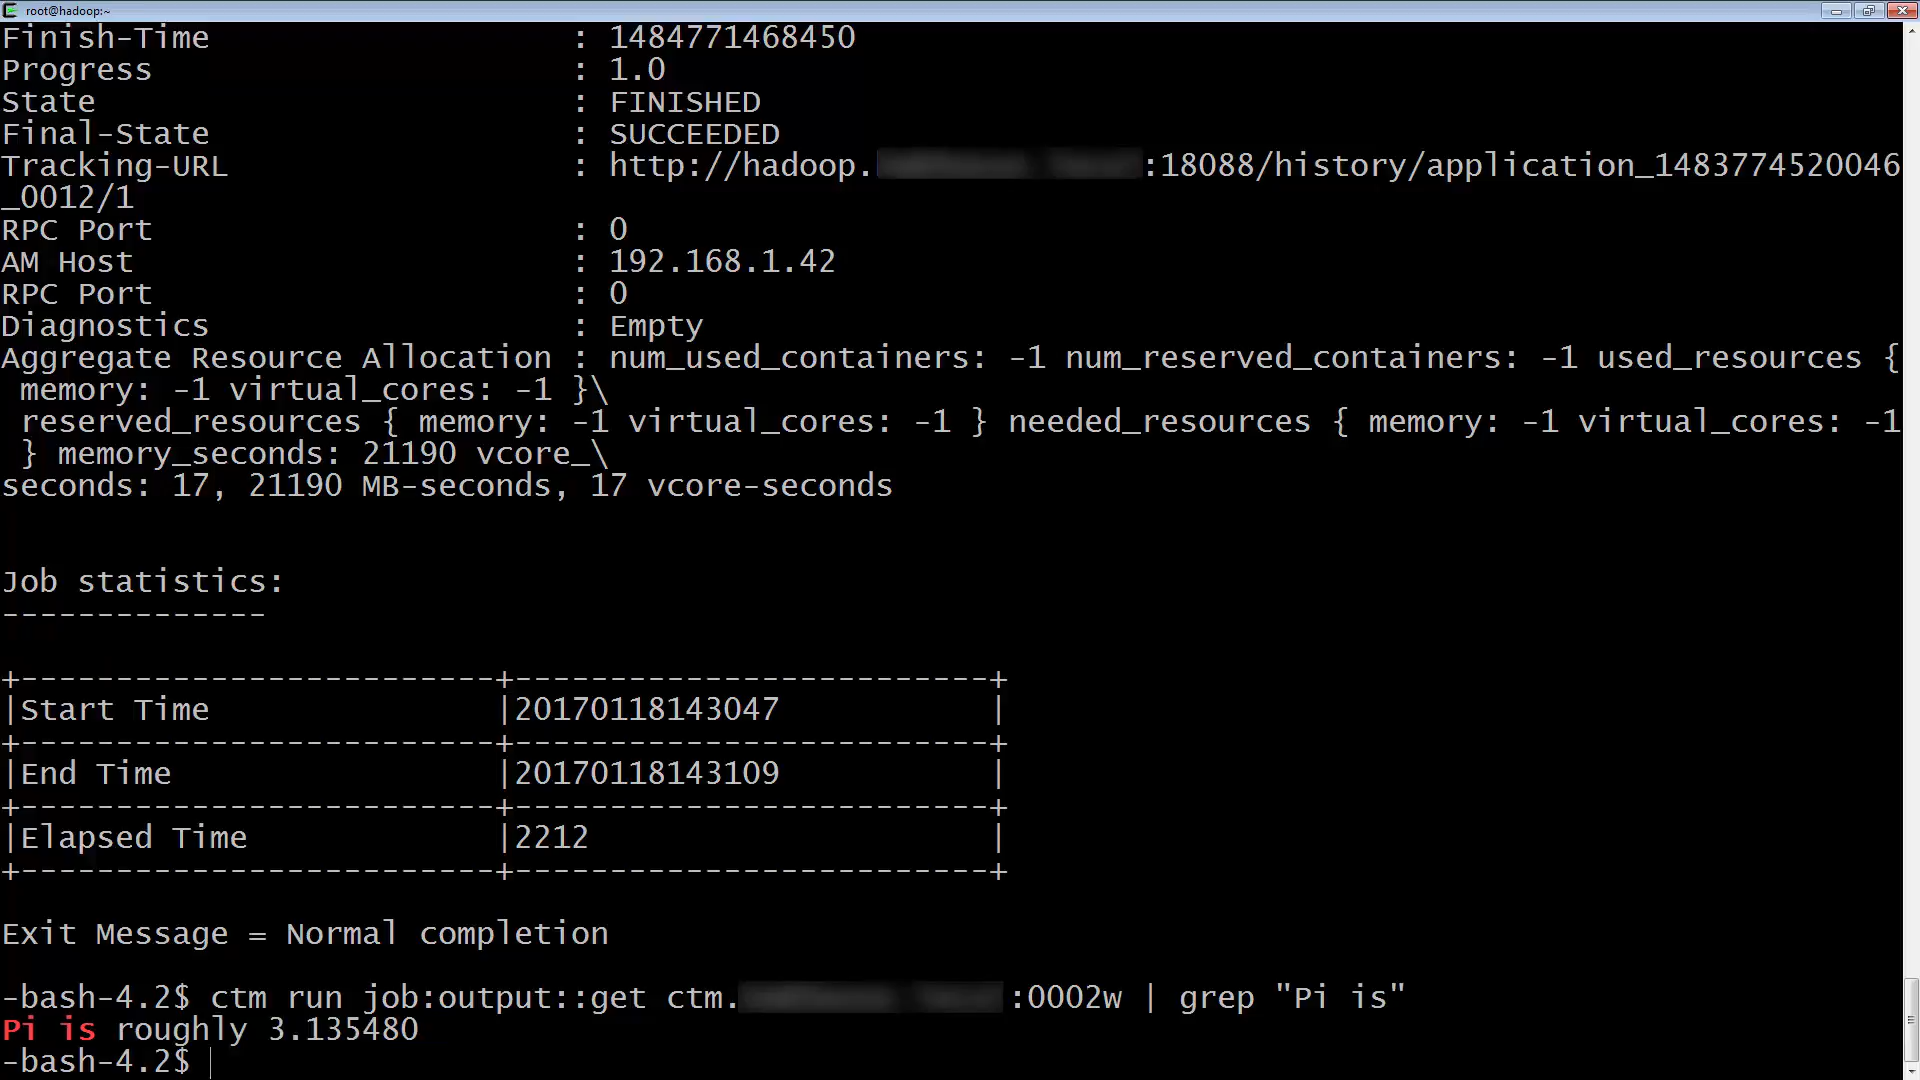 root@hadoop:~
Finish-Time : 1484771468450
Progress : 1.0
State : FINISHED
Final-State : SUCCEEDED
Tracking-URL : http://hadoop. :18088/history/application_1483774520046
_0012/1
RPC Port : 0
AM Host : 192.168.1.42
RPC Port : 0
Diagnostics : Empty
Aggregate Resource Allocation : num_used_containers: -1 num_reserved_containers: -1 used_resources {
memory: -1 virtual_cores: -1 }\
reserved_resources { memory: -1 virtual_cores: -1 } needed_resources { memory: -1 virtual_cores: -1
} memory_seconds: 21190 vcore_\
seconds: 17, 21190 MB-seconds, 17 vcore-seconds
Job statistics:
--------------
+-------------------------+-------------------------+
|Start Time |20170118143047 |
+-------------------------+-------------------------+
|End Time |20170118143109 |
+-------------------------+-------------------------+
|Elapsed Time |2212 |
+-------------------------+-------------------------+
Exit Message = Normal completion
-bash-4.2$ ctm run job:output::get ctm. :0002w | grep "Pi is"
Pi is roughly 3.135480
-bash-4.2$